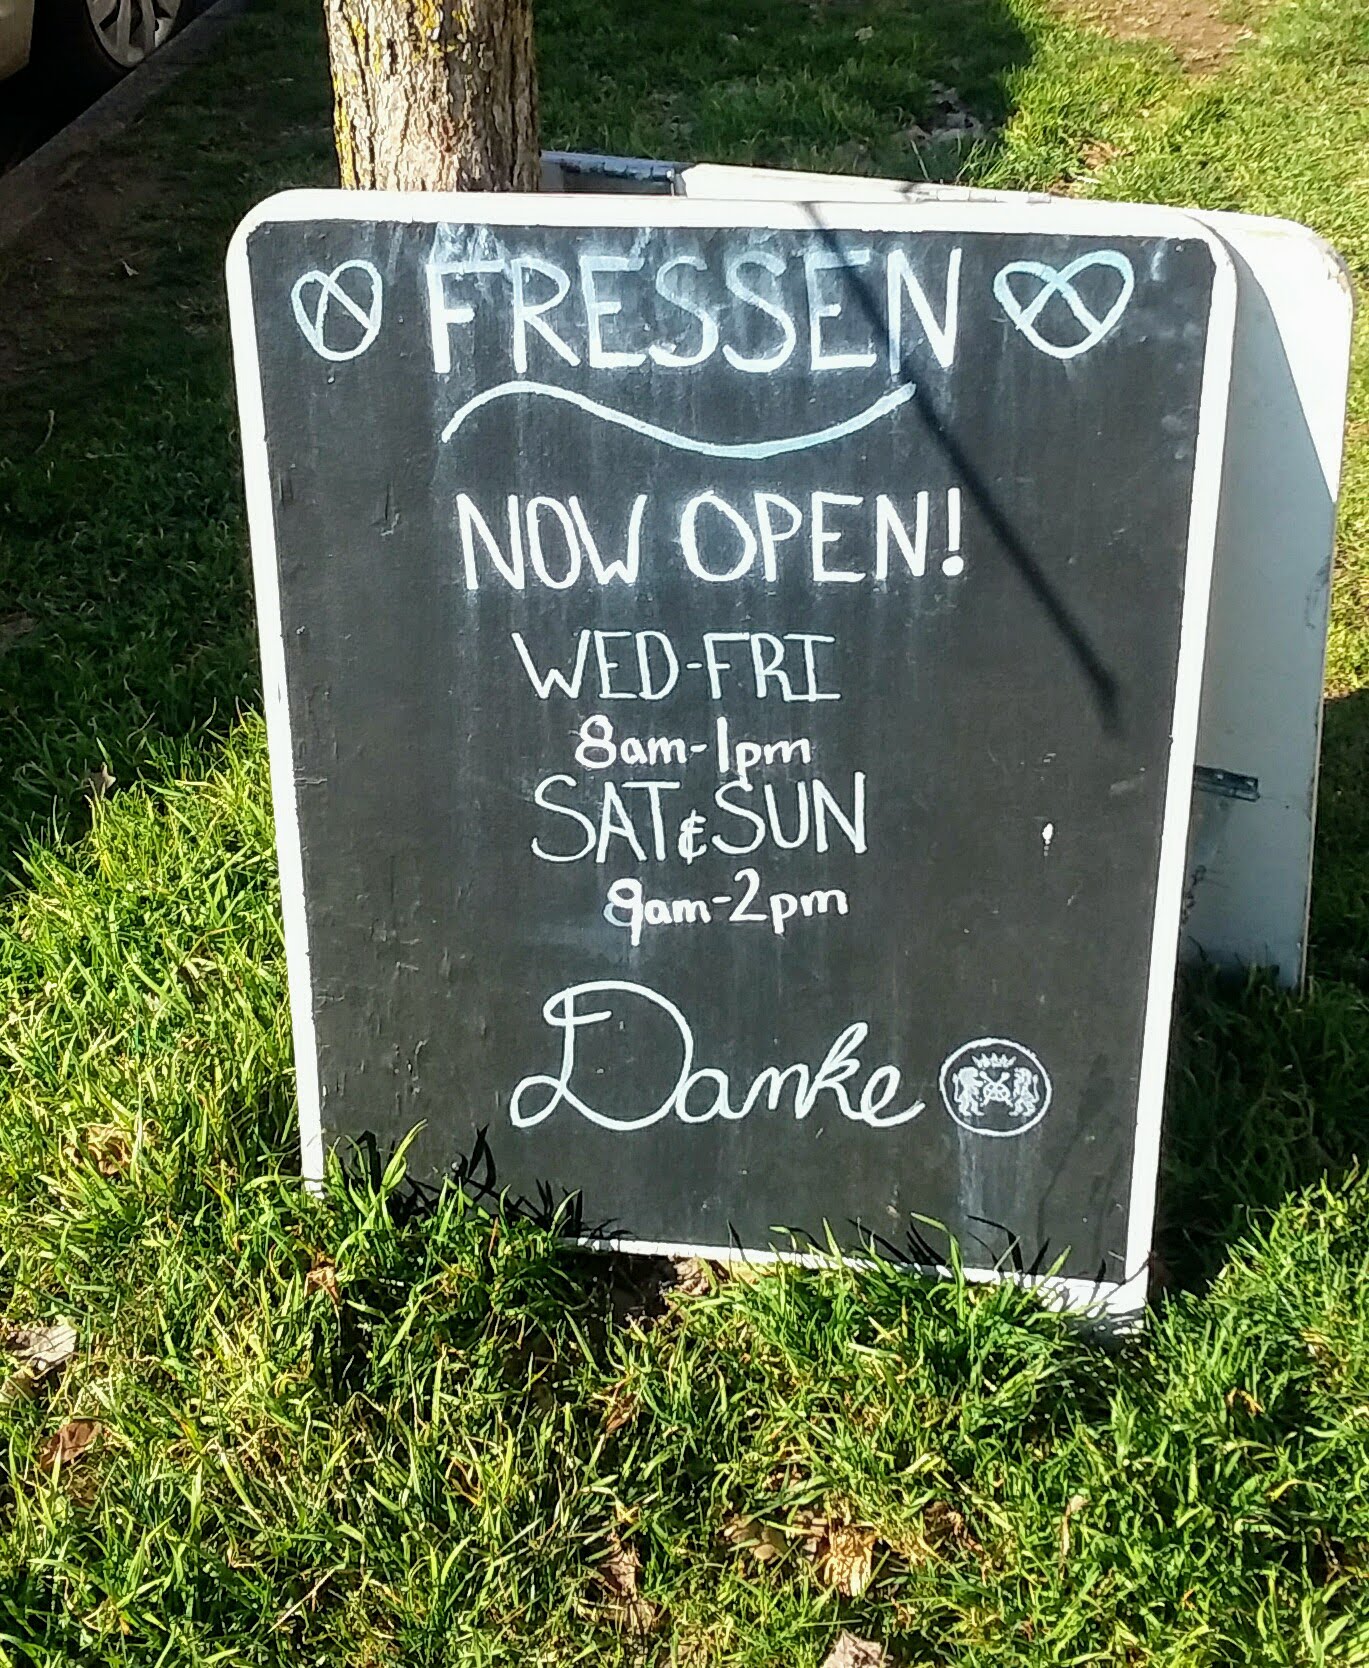 FRESSEN
NOW OPEN!
WED-FRI
8am-1pm
SAT & SUN
9am-2pm
Danke